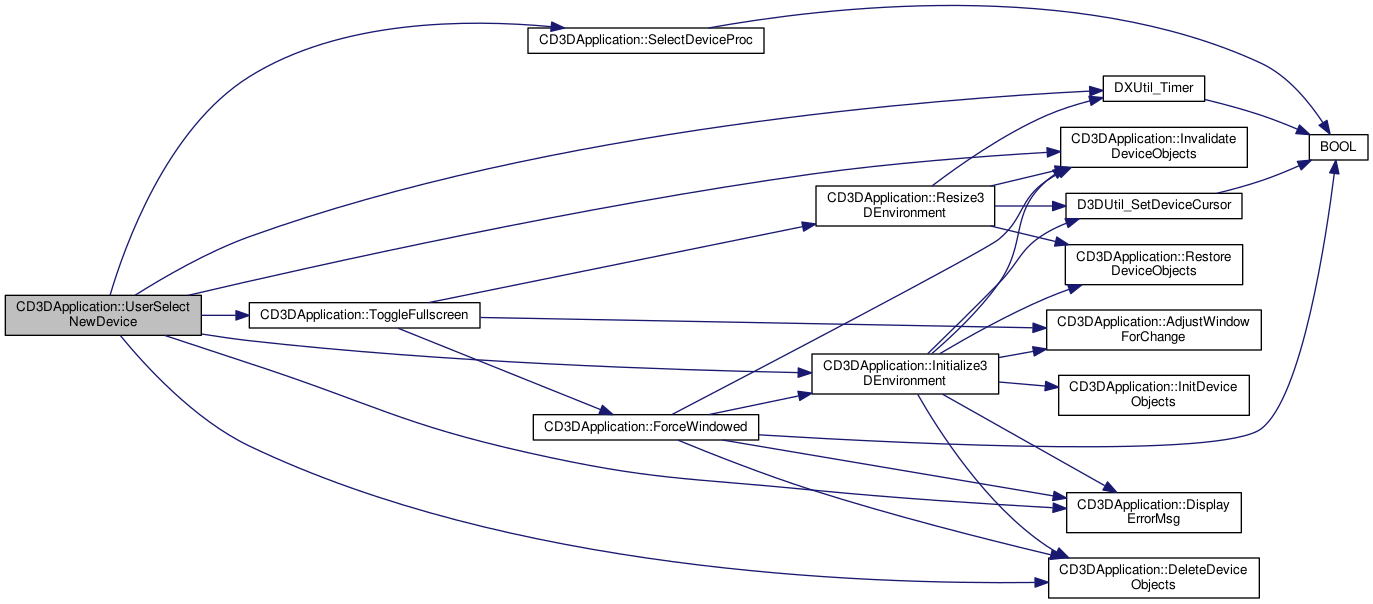 CD3DApplication::SelectDeviceProc
DXUtil_Timer
CD3DApplication::Invalidate
DeviceObjects
BOOL
CD3DApplication::Resize3
DEnvironment
D3DUtil_SetDeviceCursor
CD3DApplication::Restore
DeviceObjects
CD3DApplication::UserSelect
NewDevice
CD3DApplication::ToggleFullscreen
CD3DApplication::AdjustWindow
ForChange
CD3DApplication::Initialize3
DEnvironment
CD3DApplication::InitDevice
Objects
CD3DApplication::ForceWindowed
CD3DApplication::Display
ErrorMsg
CD3DApplication::DeleteDevice
Objects